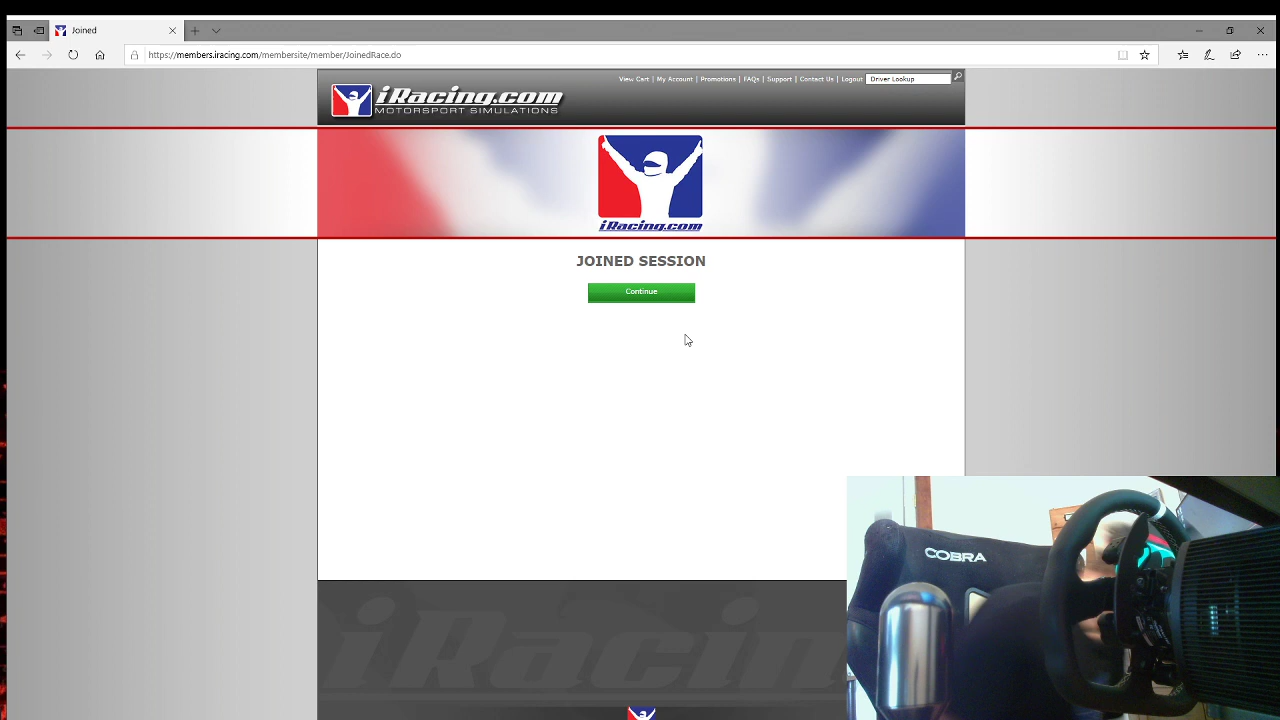 Joined
https://members.iracing.com/membersite/member/JoinedRace.do
View Cart | My Account | Promotions | FAQs | Support | Contact Us | Logout
Driver Lookup
iRacing.com
MOTORSPORT SIMULATIONS
iRacing.com
JOINED SESSION
Continue
COBRA
iRacin